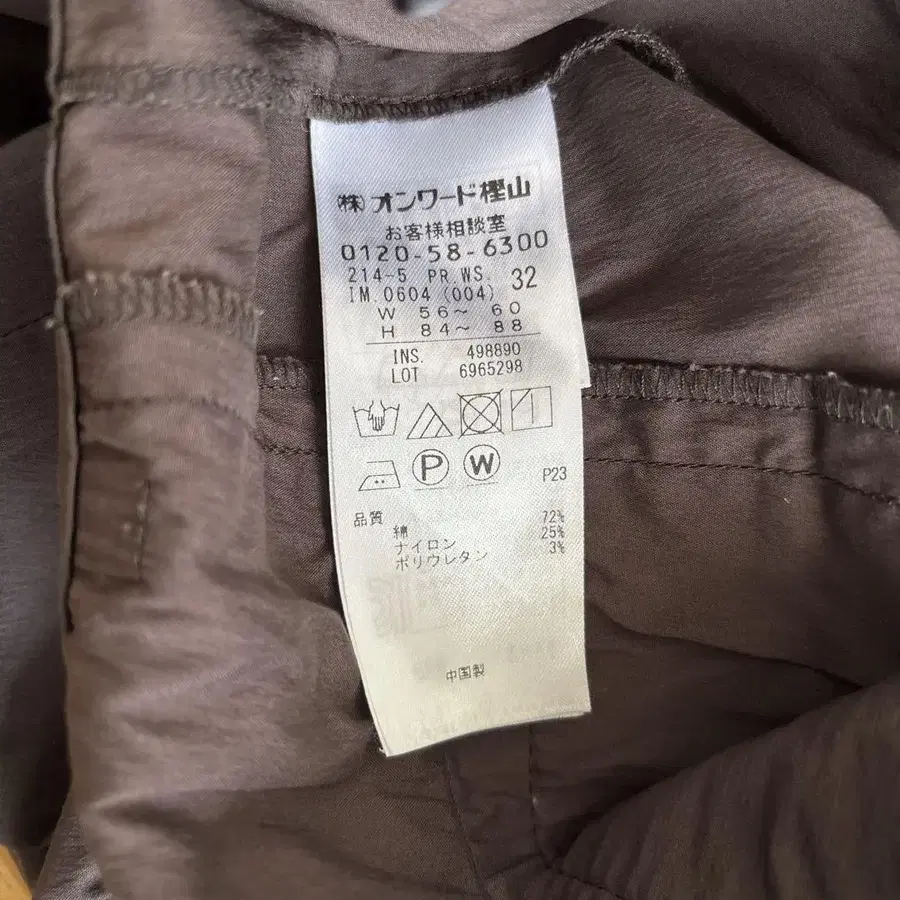 (株)オンワード樫山
お客様相談室
0120-58-6300
214-5 PR.WS. 32
IM.0604 (004)
W 56～ 60
H 84～ 88
INS. 498890
LOT 6965298
P W
P23
品質
綿 72%
ナイロン 25%
ポリウレタン 3%
中国製